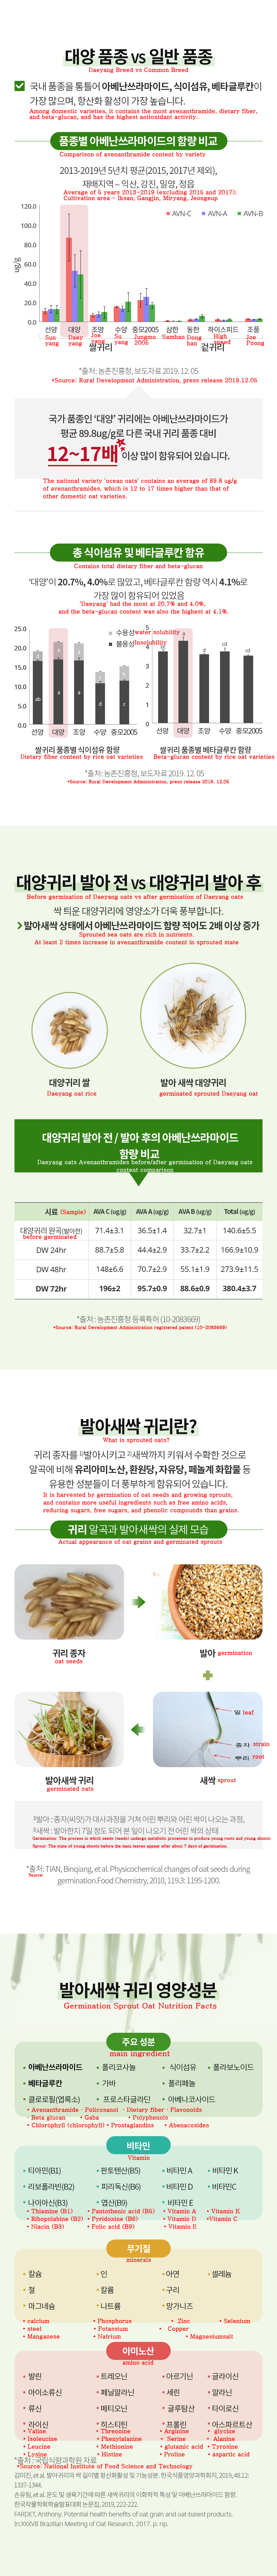 대양 품종 vs 일반 품종
Daeyang Breed vs Common Breed
국내 품종을 통틀어 아베난쓰라마이드, 식이섬유, 베타글루칸이
가장 많으며, 항산화 활성이 가장 높습니다.
Among domestic varieties, it contains the most avenanthramide, dietary fiber,
and beta-glucan, and has the highest antioxidant activity.
품종별 아베난쓰라마이드의 함량 비교
Comparison of avenanthramide content by variety
2013-2019년 5년치 평균(2015, 2017년 제외),
재배지역 – 익산, 강진, 밀양, 정읍
Average of 5 years 2013-2019 (excluding 2015 and 2017);
Cultivation area - Iksan, Gangjin, Miryang, Jeongeup
120.0
100.0
80.0
60.0
40.0
20.0
0.0
ug/g
AVN-C AVN-A AVN-B
선양 대양 조양 수양 중모2005 삼한 동한 하이스피드 조풍
Sun yang
Daey yang
Joe yang
Su yang
Jungmo 2005
Samhan
Dong han
High speed
Joe Poong
쌀귀리 겉귀리
*출처: 농촌진흥청, 보도자료 2019. 12. 05
*Source: Rural Development Administration, press release 2019.12.05
국가 품종인 ‘대양’ 귀리에는 아베난쓰라마이드가
평균 89.8ug/g로 다른 국내 귀리 품종 대비
12~17배 이상 많이 함유되어 있습니다.
The national variety 'ocean oats' contains an average of 89.8 ug/g
of avenanthramides, which is 12 to 17 times higher than that of
other domestic oat varieties.
총 식이섬유 및 베타글루칸 함유
Contains total dietary fiber and beta-glucan
‘대양’이 20.7%, 4.0%로 많았고, 베타글루칸 함량 역시 4.1%로
가장 많이 함유되어 있었음
'Daeyang' had the most at 20.7% and 4.0%,
and the beta-glucan content was also the highest at 4.1%.
25.0
20.0
15.0
10.0
5.0
0.0
수용성 water solubility
불용성 Insolubility
ab a a d c
선양 대양 조양 수양 중모2005
5
4
3
2
1
0
a d cd cd
선양 대양 조양 수양 중모2005
쌀귀리 품종별 식이섬유 함량
Dietary fiber content by rice oat varieties
쌀귀리 품종별 베타글루칸 함량
Beta-glucan content by rice oat varieties
*출처: 농촌진흥청, 보도자료 2019. 12. 05
*Source: Rural Development Administration, press release 2019. 12. 05
대양귀리 발아 전 vs 대양귀리 발아 후
Before germination of Daeyang oats vs after germination of Daeyang oats
싹 틔운 대양귀리에 영양소가 더욱 풍부합니다.
Sprouted sea oats are rich in nutrients.
발아새싹 상태에서 아베난쓰라마이드 함량 적어도 2배 이상 증가
At least 2 times increase in avenanthramide content in sprouted state
대양귀리 쌀
Daeyang oat rice
발아 새싹 대양귀리
germinated sprouted Daeyang oat
대양귀리 발아 전 / 발아 후의 아베난쓰라마이드
함량 비교
Daeyang oats Avenanthramides before/after germination of Daeyang oats
content comparison
시료 (Sample) AVA C (ug/g) AVA A (ug/g) AVA B (ug/g) Total (ug/g)
대양귀리 원곡(발아전) 71.4±3.1 36.5±1.4 32.7±1 140.6±5.5
before germinated
DW 24hr 88.7±5.8 44.4±2.9 33.7±2.2 166.9±10.9
DW 48hr 148±6.6 70.7±2.9 55.1±1.9 273.9±11.5
DW 72hr 196±2 95.7±0.9 88.6±0.9 380.4±3.7
*출처 : 농촌진흥청 등록특허 (10-2083669)
*Source: Rural Development Administration registered patent (10-2083669)
발아새싹 귀리란?
What is sprouted oats?
귀리 종자를 ¹⁾발아시키고 ²⁾새싹까지 키워서 수확한 것으로
알곡에 비해 유리아미노산, 환원당, 자유당, 페놀계 화합물 등
유용한 성분들이 더 풍부하게 함유되어 있습니다.
It is harvested by germination of oat seeds and growing sprouts,
and contains more useful ingredients such as free amino acids,
reducing sugars, free sugars, and phenolic compounds than grains.
귀리 알곡과 발아새싹의 실제 모습
Actual appearance of oat grains and germinated sprouts
귀리 종자
oat seeds
발아 germination
잎 leaf
종자 strain
뿌리 root
발아새싹 귀리
germinated oats
새싹 sprout
¹⁾발아 : 종자(씨앗)가 대사과정을 거쳐 어린 뿌리와 어린 싹이 나오는 과정,
²⁾새싹 : 발아한지 7일 정도 되어 본 잎이 나오기 전 어린 싹의 상태
Germination: The process in which seeds (seeds) undergo metabolic processes to produce young roots and young shoots;
Sprout: The state of young shoots before the main leaves appear after about 7 days of germination.
*출처: TIAN, Binqiang, et al. Physicochemical changes of oat seeds during
Source
germination. Food Chemistry, 2010, 119.3: 1195-1200.
발아새싹 귀리 영양성분
Germination Sprout Oat Nutrition Facts
주요 성분
main ingredient
아베난쓰라마이드 폴리코사놀 식이섬유 플라보노이드
베타글루칸 가바 폴리페놀
클로로필(엽록소) 프로스타글라딘 아베나코사이드
Avenanthramide · Policosanol · Dietary fiber · Flavonoids
Beta glucan Gaba Polyphenols
Chlorophyll (chlorophyll) Prostaglandins Abenacosides
비타민
Vitamin
티아민(B1) 판토텐산(B5) 비타민 A 비타민 K
리보플라빈(B2) 피리독신(B6) 비타민 D 비타민C
나이아신(B3) 엽산(B9) 비타민 E
Thiamine (B1) Pantothenic acid (B5) Vitamin A Vitamin K
Ribopolabine (B2) Pyridoxine (B6) Vitamin D Vitamin C
Niacin (B3) Folic acid (B9) Vitamin E
무기질
minerals
칼슘 인 아연 셀레늄
철 칼륨 구리
마그네슘 나트륨 망가니즈
calcium Phosphorus Zinc Selenium
steel Potassium Copper
Manganese Natrium Magnesiumsalt
아미노산
amino acid
발린 트레오닌 아르기닌 글라이신
아이소류신 페닐알라닌 세린 알라닌
류신 메티오닌 글루탐산 타이로신
라이신 히스티틴 프롤린 아스파르트산
Valine Threonine Arginine glycine
Isoleucine Phenylalanine Serine Alanine
Leucine Methionine glutamic acid Tyrosine
Lysine Histine Proline aspartic acid
*출처: 국립식량과학원 자료
*Source: National Institute of Food Science and Technology
김미진, et al. 발아귀리의 싹 길이별 항산화활성 및 기능성분. 한국식품영양과학회지, 2019, 48.12:
1337-1344.
손유림, et al. 온도 및 생육기간에 따른 새싹귀리의 이화학적 특성 및 아베난쓰라마이드 함량.
한국작물학회학술발표대회 논문집, 2019, 222-222.
FARDET, Anthony. Potential health benefits of oat grain and oat-based products.
In:XXXVII Brazilian Meeting of Oat Research. 2017. p. np.